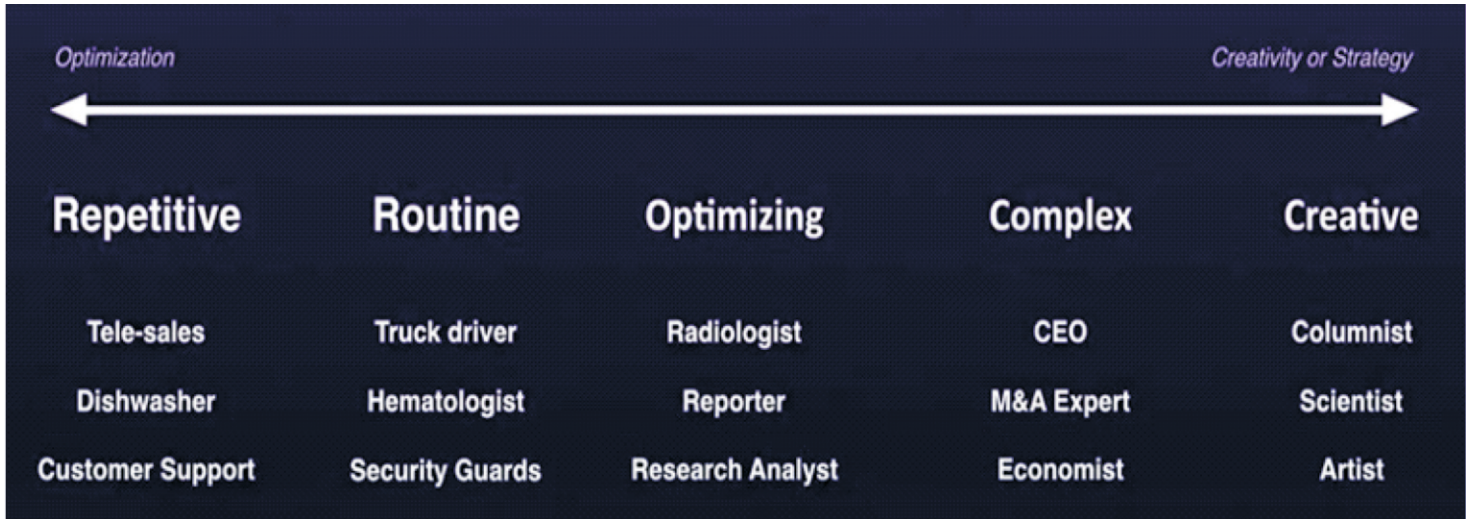 Optimization Creativity or Strategy
Repetitive Routine Optimizing Complex Creative
Tele-sales Truck driver Radiologist CEO Columnist
Dishwasher Hematologist Reporter M&A Expert Scientist
Customer Support Security Guards Research Analyst Economist Artist